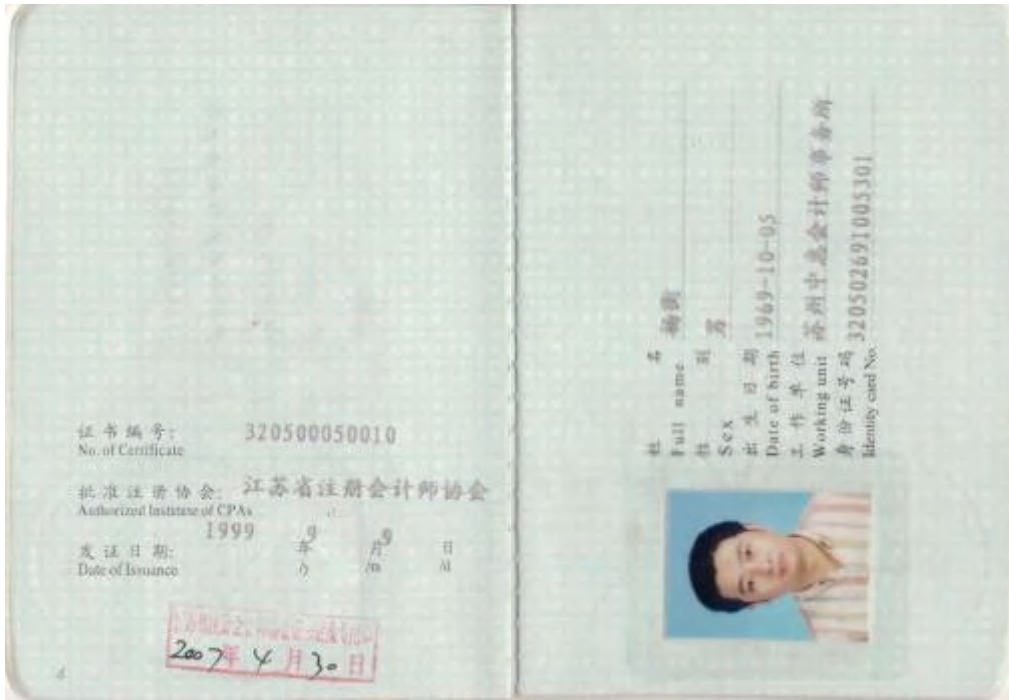 证书编号: 320500050010
No. of Certificate
批准注册协会: 江苏省注册会计师协会
Authorized Institute of CPAs
发证日期: 1999 年 9 月 9 日
Date of Issuance /y /m /d
2007年4月30日
姓 名
Full name 杨
性 别 男
Sex
出生日期 1969-10-05
Date of birth
工作单位 苏州中惠会计师事务所
Working unit
身份证号码 320502691005301
Identity card No.